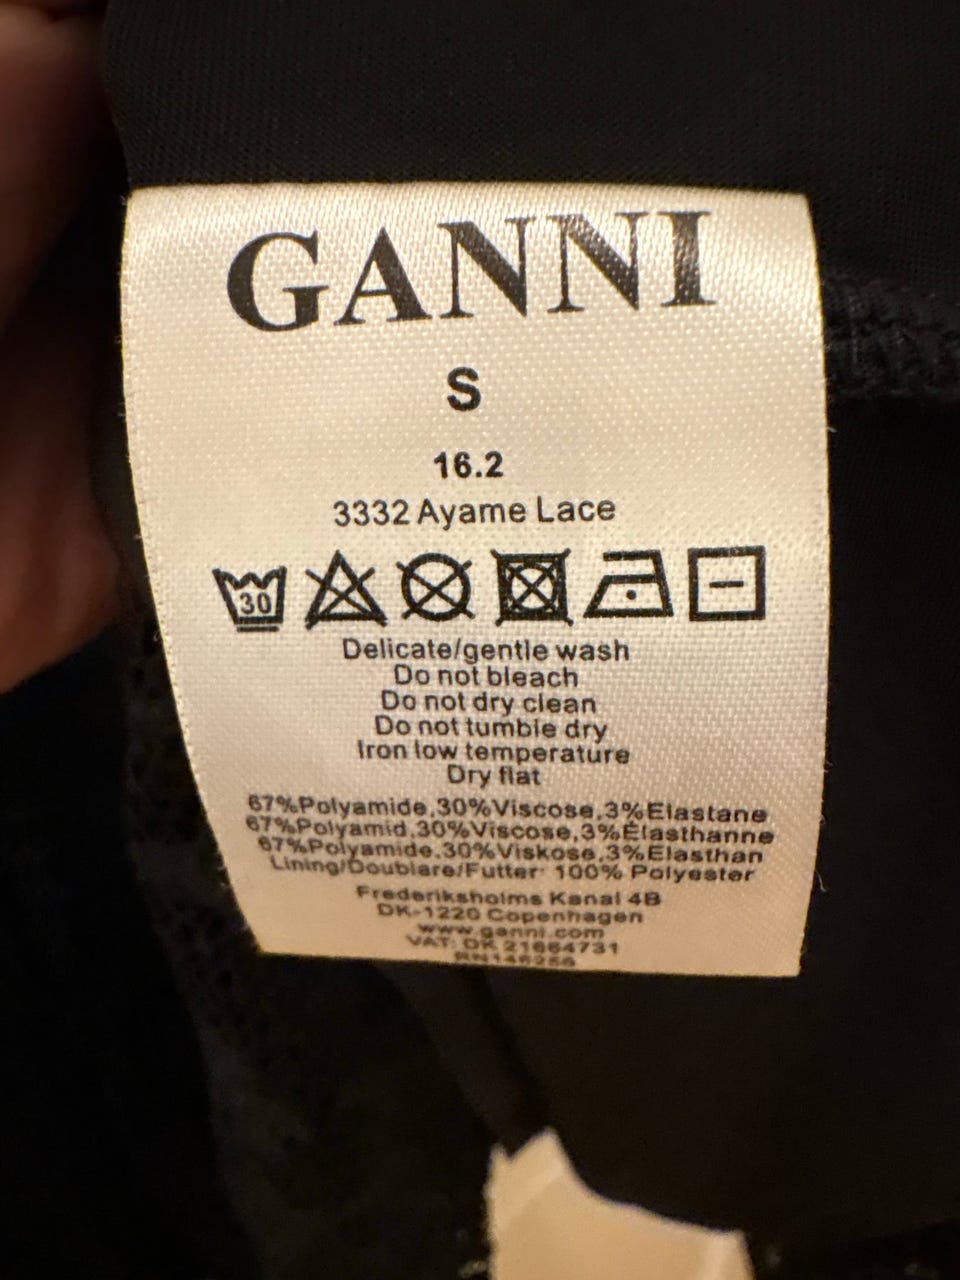 GANNI
S
16.2
3332 Ayame Lace
30
Delicate/gentle wash
Do not bleach
Do not dry clean
Do not tumble dry
Iron low temperature
Dry flat
67%Polyamide,30%Viscose,3%Elastane
67%Polyamid,30%Viscose,3%Élasthanne
67%Polyamide,30%Viskose,3%Elasthan
Lining/Doublare/Futter: 100% Polyester
Frederiksholms Kanal 4B
DK-1220 Copenhagen
www.ganni.com
VAT: DK 21664731
RN146256